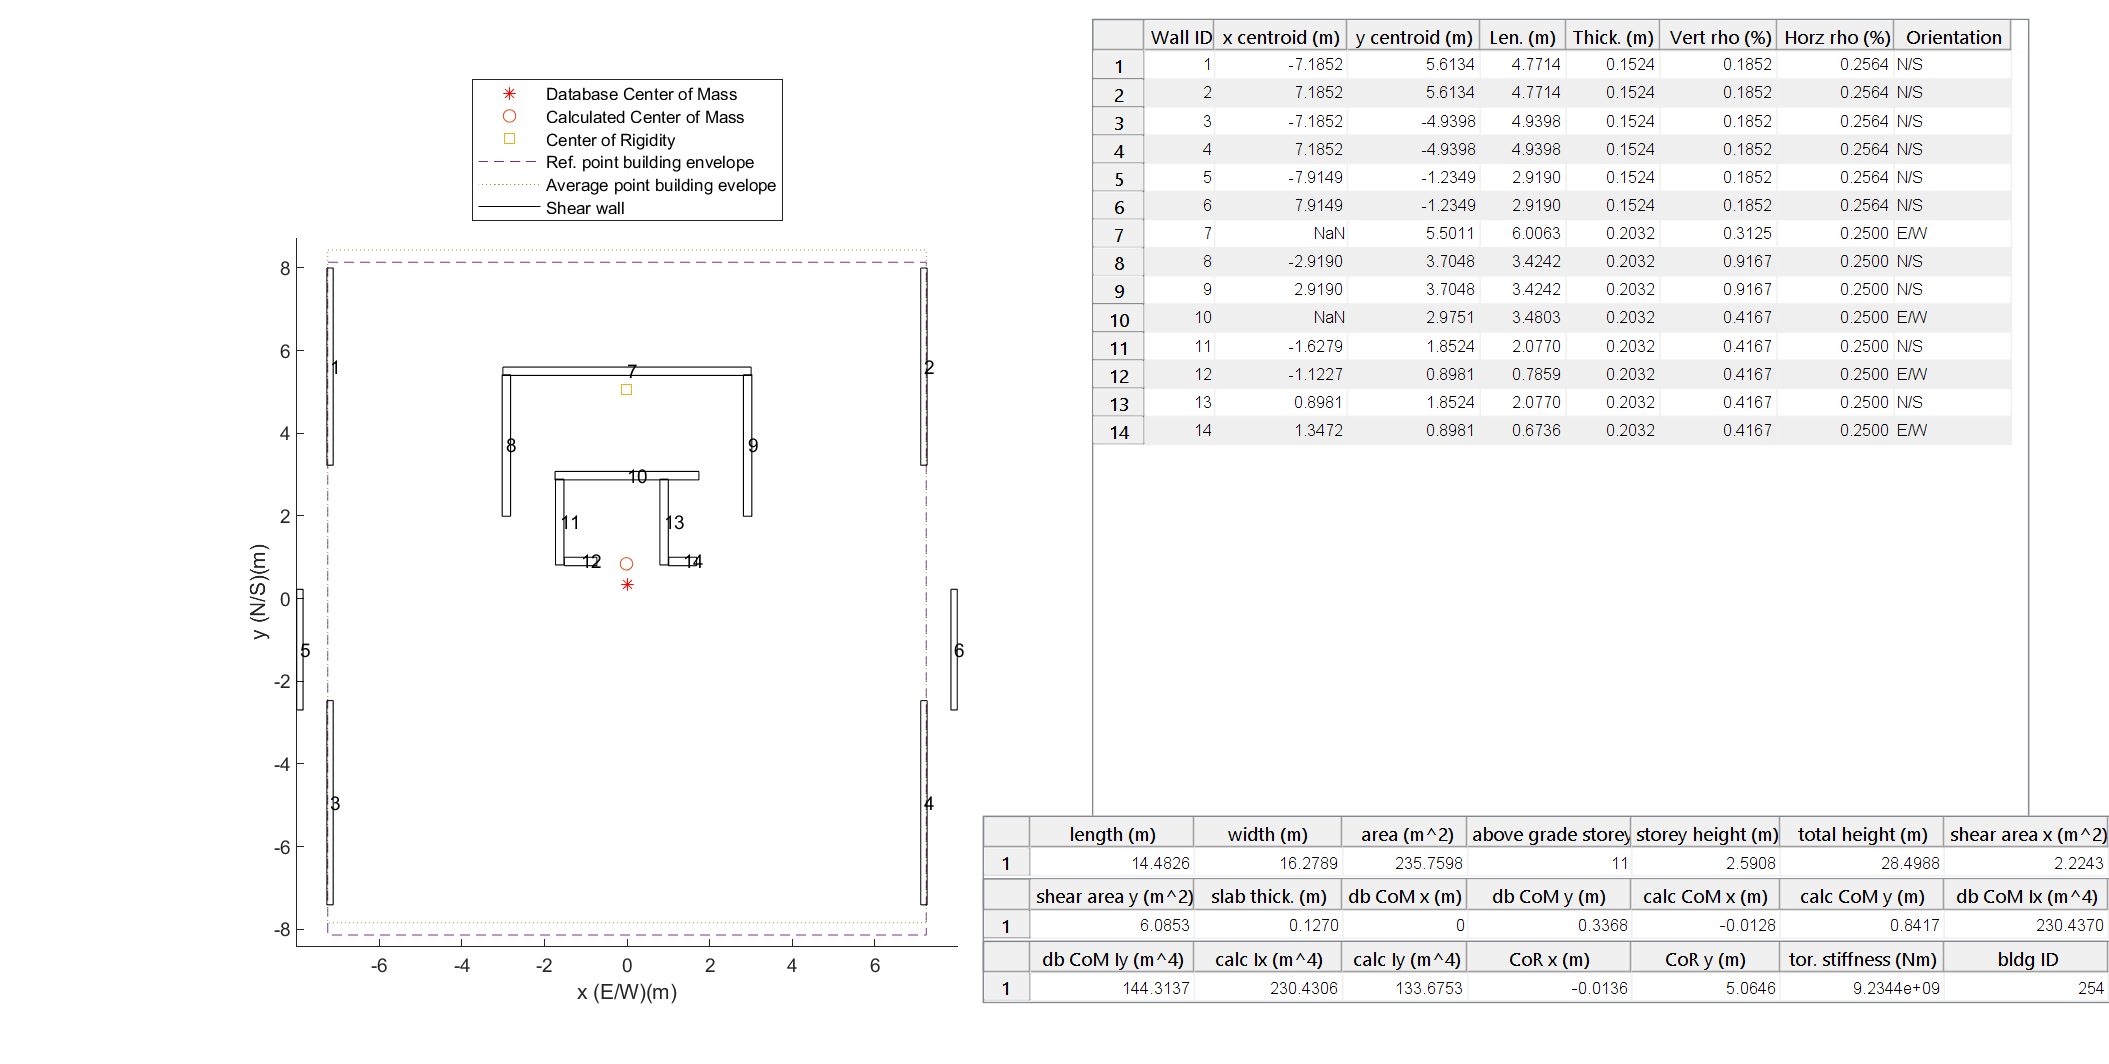 Database Center of Mass
Calculated Center of Mass
Center of Rigidity
Ref. point building envelope
Average point building evelope
Shear wall
8
6
4
2
0
-2
-4
-6
-8
y (N/S)(m)
-6 -4 -2 0 2 4 6
x (E/W)(m)
1
2
7
8
9
10
11
13
12
14
5
6
3
4
Wall ID x centroid (m) y centroid (m) Len. (m) Thick. (m) Vert rho (%) Horz rho (%) Orientation
1 1 -7.1852 5.6134 4.7714 0.1524 0.1852 0.2564 N/S
2 2 7.1852 5.6134 4.7714 0.1524 0.1852 0.2564 N/S
3 3 -7.1852 -4.9398 4.9398 0.1524 0.1852 0.2564 N/S
4 4 7.1852 -4.9398 4.9398 0.1524 0.1852 0.2564 N/S
5 5 -7.9149 -1.2349 2.9190 0.1524 0.1852 0.2564 N/S
6 6 7.9149 -1.2349 2.9190 0.1524 0.1852 0.2564 N/S
7 7 NaN 5.5011 6.0063 0.2032 0.3125 0.2500 E/W
8 8 -2.9190 3.7048 3.4242 0.2032 0.9167 0.2500 N/S
9 9 2.9190 3.7048 3.4242 0.2032 0.9167 0.2500 N/S
10 10 NaN 2.9751 3.4803 0.2032 0.4167 0.2500 E/W
11 11 -1.6279 1.8524 2.0770 0.2032 0.4167 0.2500 N/S
12 12 -1.1227 0.8981 0.7859 0.2032 0.4167 0.2500 E/W
13 13 0.8981 1.8524 2.0770 0.2032 0.4167 0.2500 N/S
14 14 1.3472 0.8981 0.6736 0.2032 0.4167 0.2500 E/W
length (m) width (m) area (m^2) above grade storey storey height (m) total height (m) shear area x (m^2)
1 14.4826 16.2789 235.7598 11 2.5908 28.4988 2.2243
shear area y (m^2) slab thick. (m) db CoM x (m) db CoM y (m) calc CoM x (m) calc CoM y (m) db CoM Ix (m^4)
1 6.0853 0.1270 0 0.3368 -0.0128 0.8417 230.4370
db CoM Iy (m^4) calc Ix (m^4) calc Iy (m^4) CoR x (m) CoR y (m) tor. stiffness (Nm) bldg ID
1 144.3137 230.4306 133.6753 -0.0136 5.0646 9.2344e+09 254